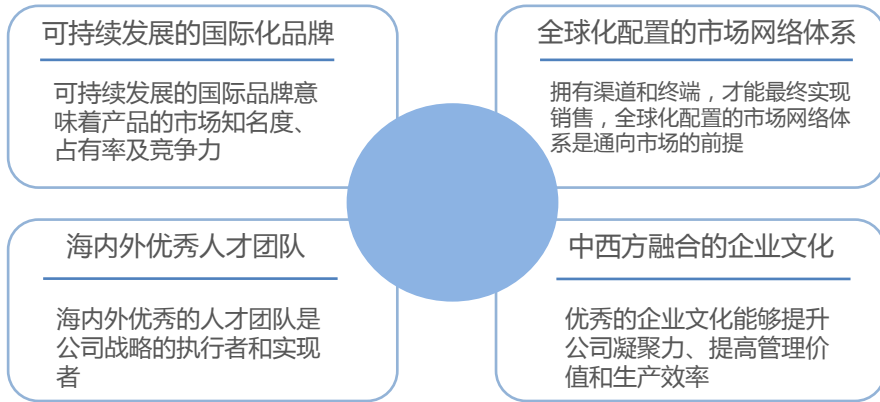 可持续发展的国际化品牌
可持续发展的国际品牌意
味着产品的市场知名度、
占有率及竞争力
全球化配置的市场网络体系
拥有渠道和终端，才能最终实现
销售，全球化配置的市场网络体
系是通向市场的前提
海内外优秀人才团队
海内外优秀的人才团队是
公司战略的执行者和实现
者
中西方融合的企业文化
优秀的企业文化能够提升
公司凝聚力、提高管理价
值和生产效率